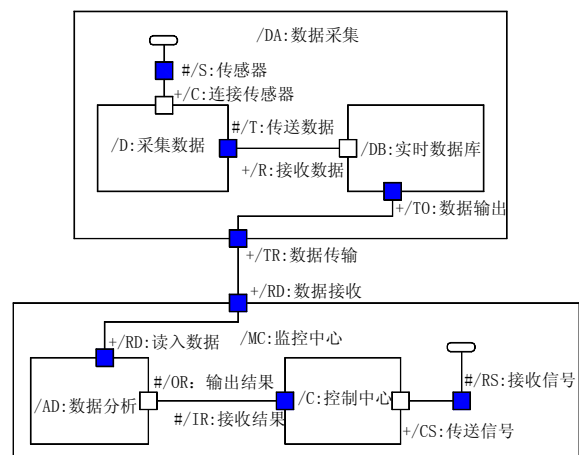 /DA:数据采集
#/S:传感器
+/C:连接传感器
#/T:传送数据
/D:采集数据
/DB:实时数据库
+/R:接收数据
+/TO:数据输出
+/TR:数据传输
+/RD:数据接收
+/RD:读入数据
/MC:监控中心
#/OR：输出结果
#/RS:接收信号
/AD:数据分析
/C:控制中心
#/IR:接收结果
+/CS:传送信号